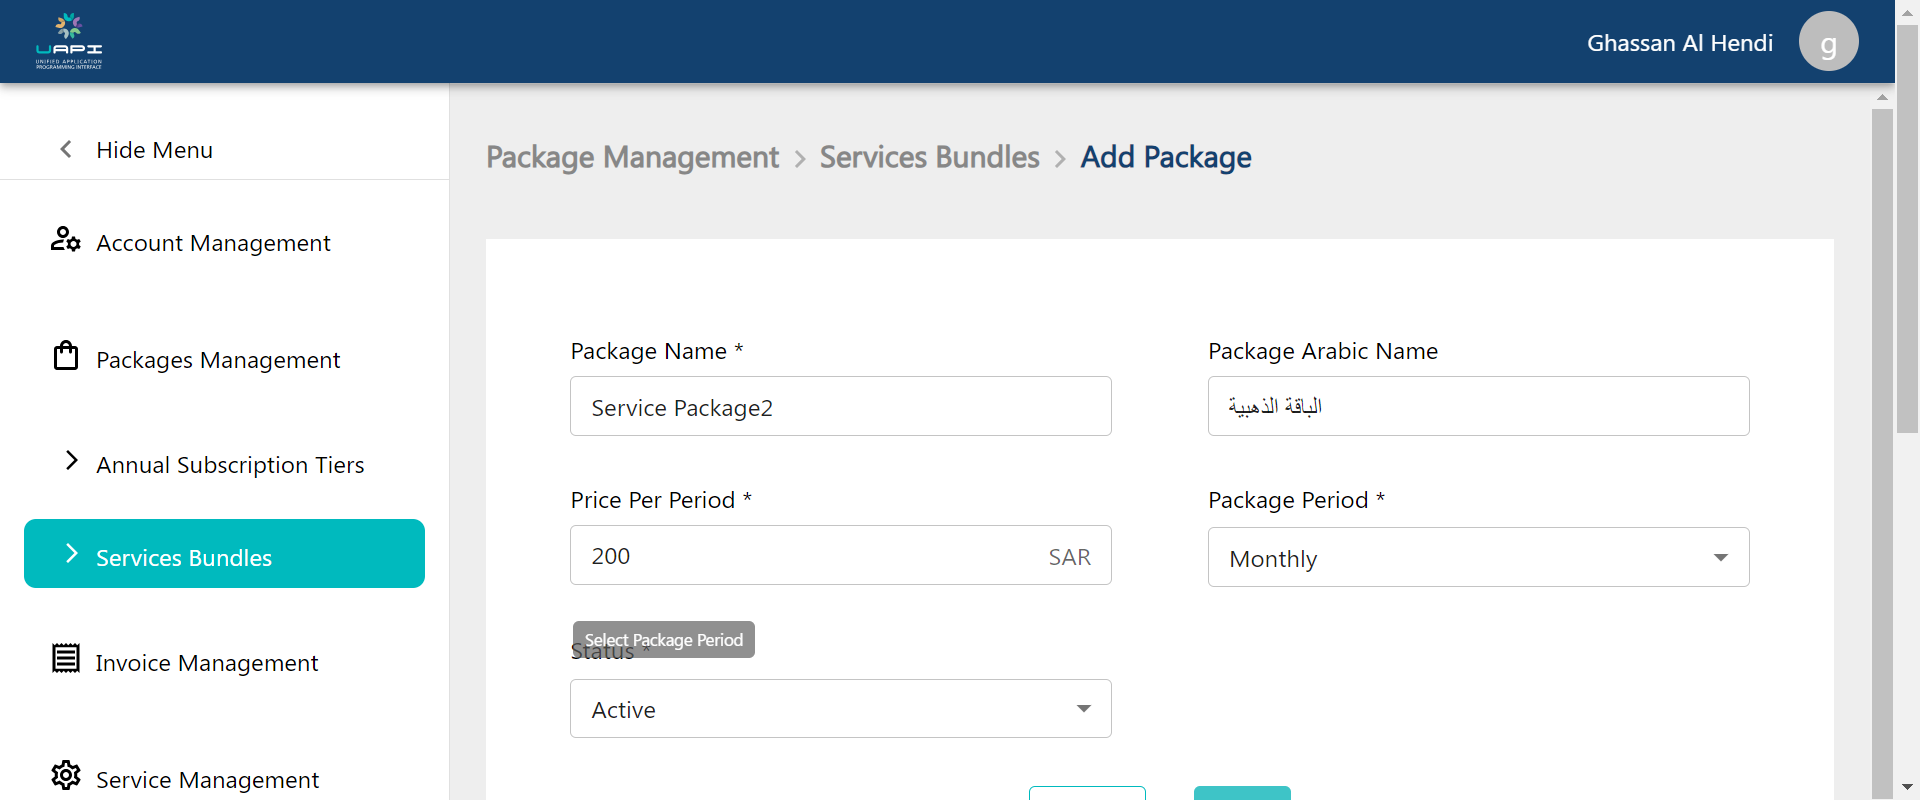 UAPI
UNIFIED APPLICATION
PROGRAMMING INTERFACE
Ghassan Al Hendi
g
Hide Menu
Account Management
Packages Management
Annual Subscription Tiers
Services Bundles
Invoice Management
Service Management
Package Management > Services Bundles > Add Package
Package Name *
Service Package2
Package Arabic Name
الباقة الذهبية
Price Per Period *
200 SAR
Package Period *
Monthly
Select Package Period
Status *
Active